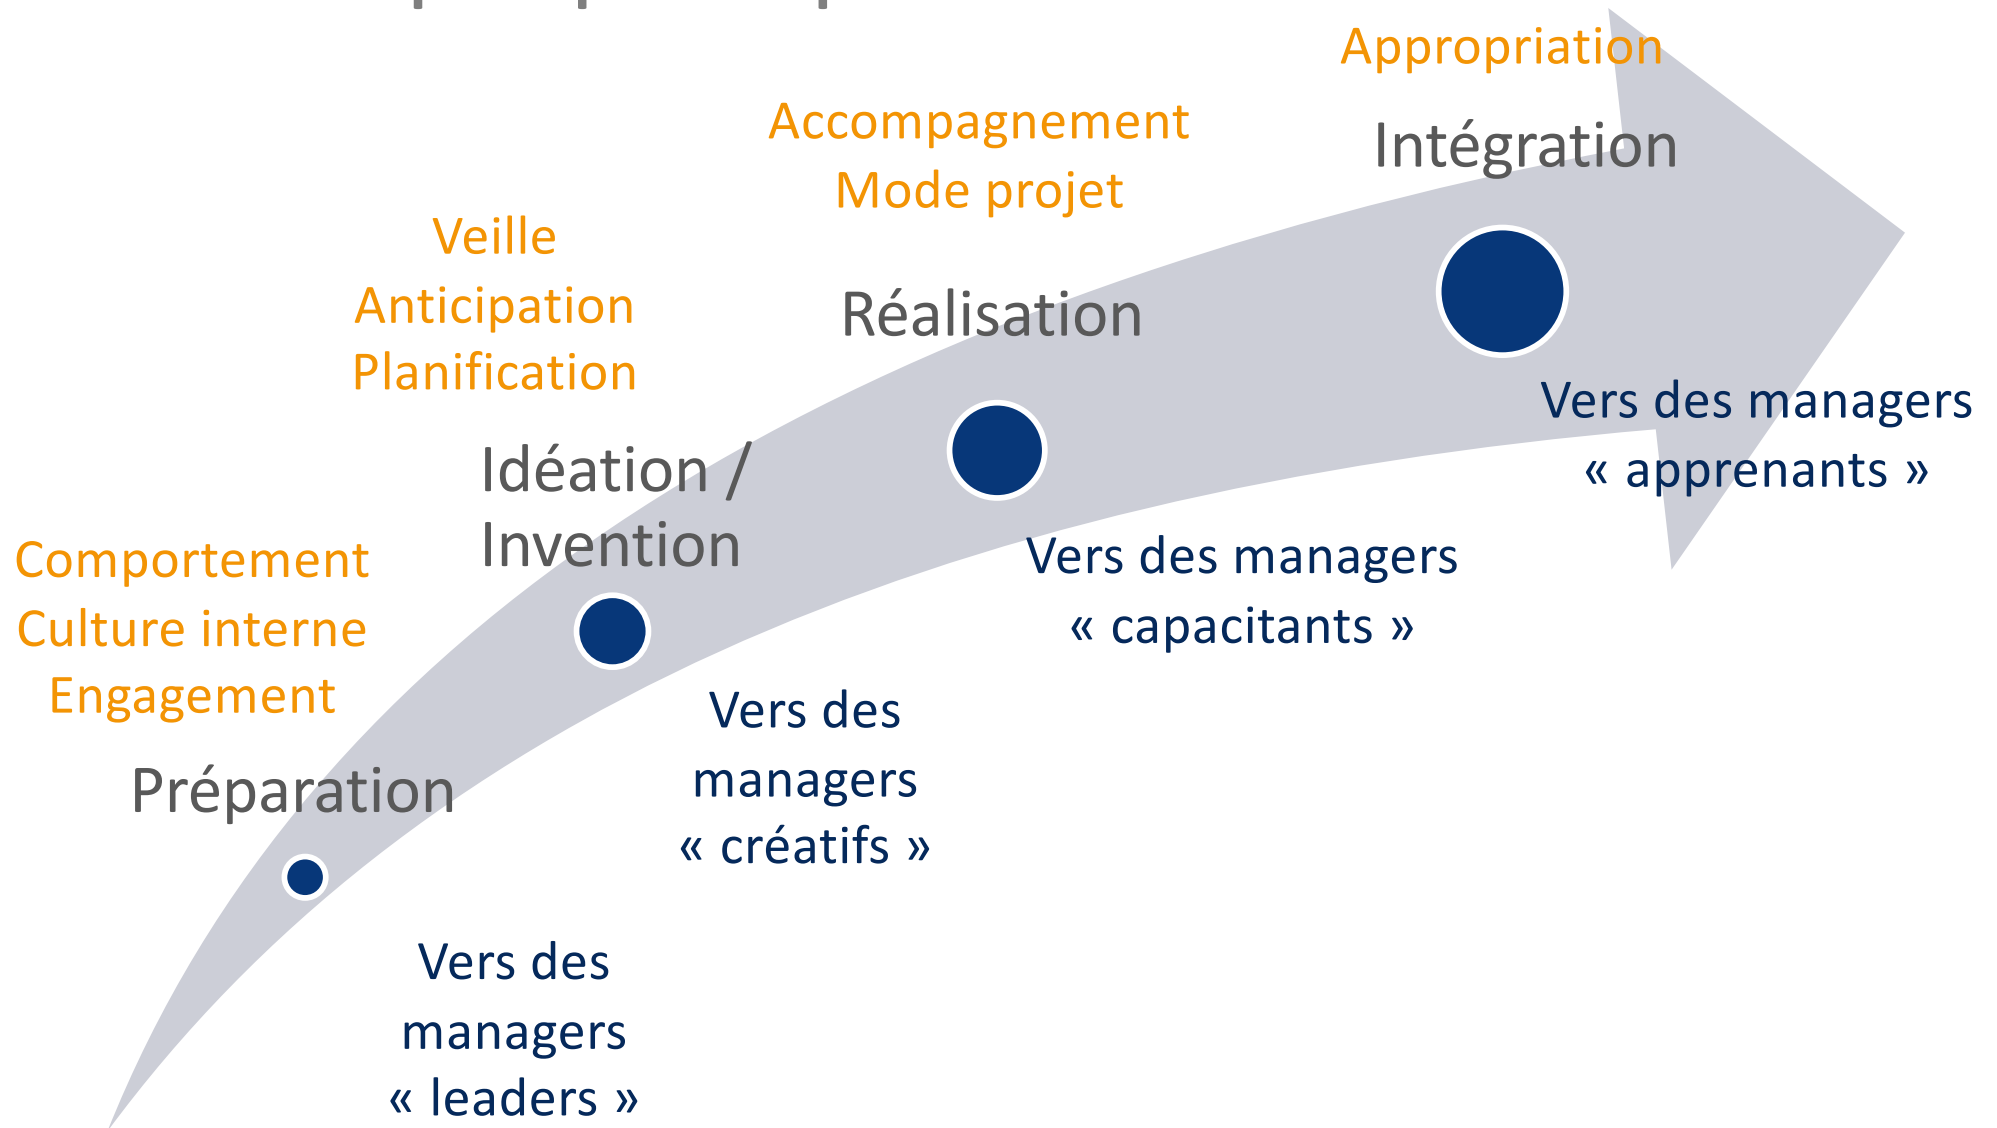 Appropriation
Intégration
Accompagnement
Mode projet
Réalisation
Veille
Anticipation
Planification
Idéation /
Invention
Comportement
Culture interne
Engagement
Préparation
Vers des managers
« apprenants »
Vers des managers
« capacitants »
Vers des
managers
« créatifs »
Vers des
managers
« leaders »